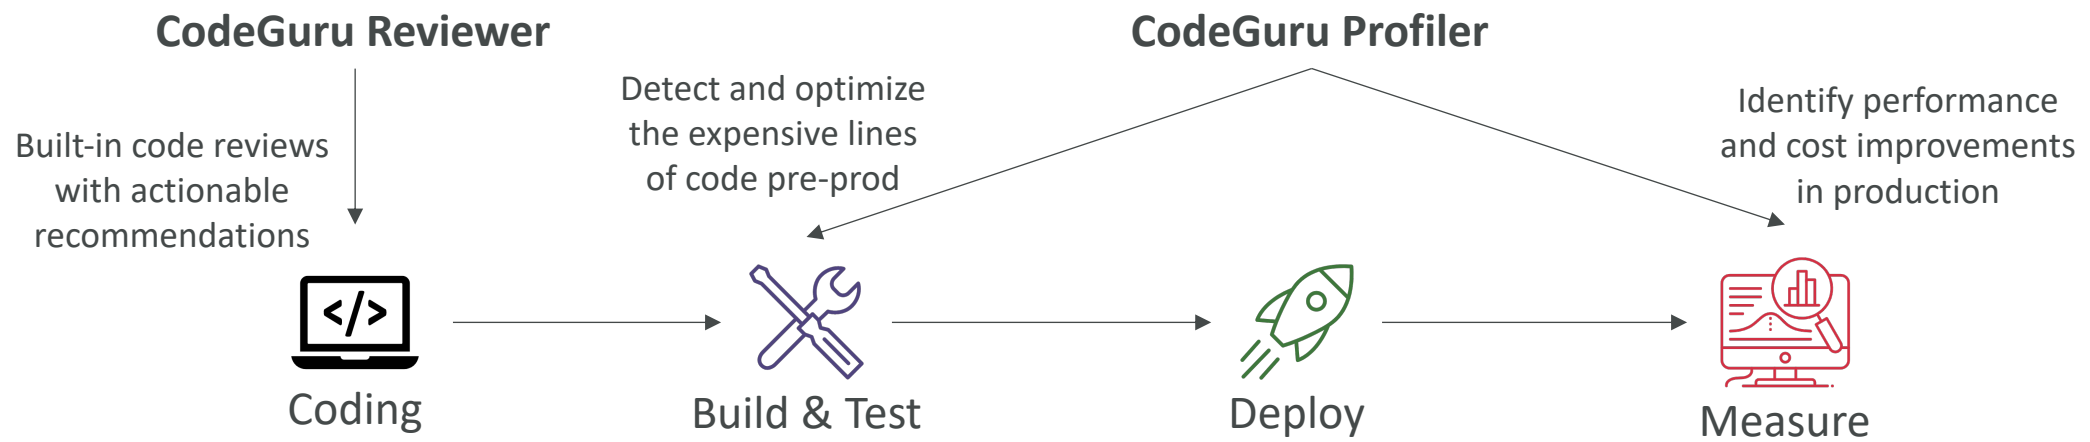 CodeGuru Reviewer
CodeGuru Profiler
Built-in code reviews
with actionable
recommendations
Detect and optimize
the expensive lines
of code pre-prod
Identify performance
and cost improvements
in production
</>
Coding
Build & Test
Deploy
Measure